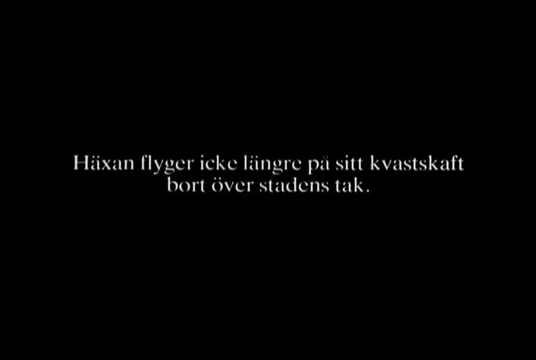 Häxan flyger icke längre på sitt kvastskaft
bort över stadens tak.